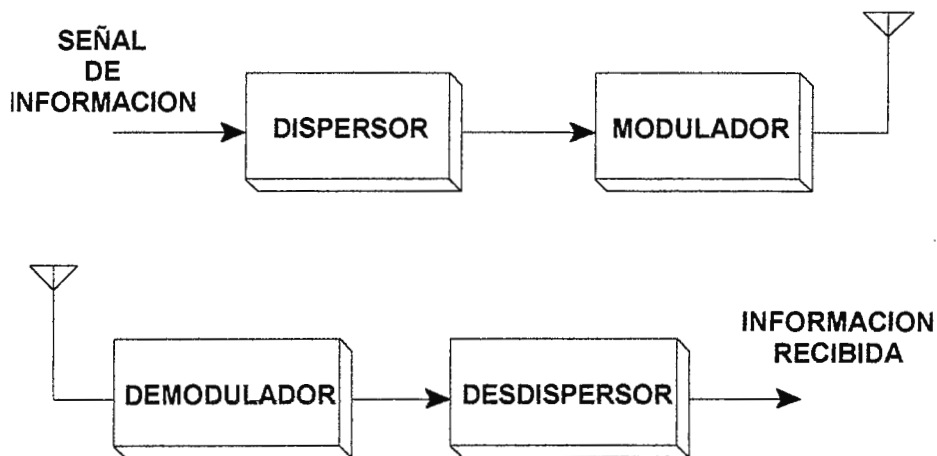 SEÑAL
DE
INFORMACION
DISPERSOR
MODULADOR
DEMODULADOR
DESDISPERSOR
INFORMACION
RECIBIDA